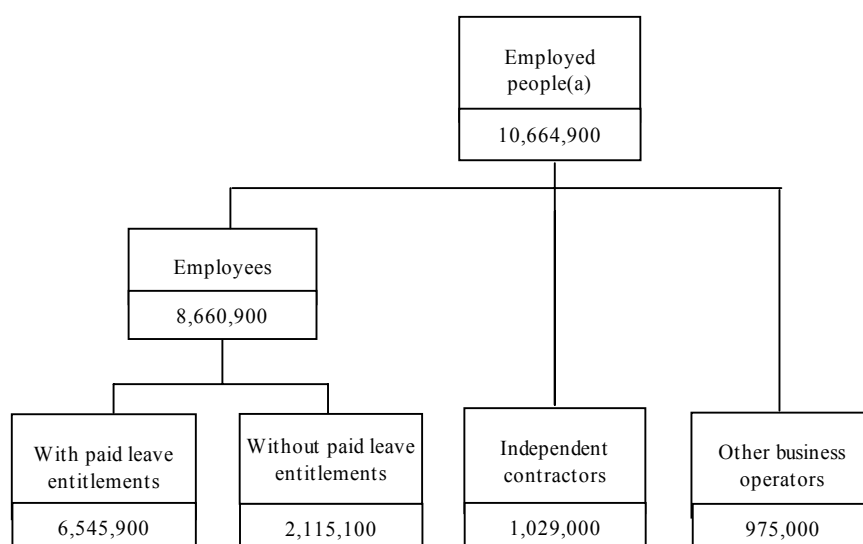 Employed
people(a)
10,664,900
Employees
8,660,900
With paid leave
entitlements
6,545,900
Without paid leave
entitlements
2,115,100
Independent
contractors
1,029,000
Other business
operators
975,000